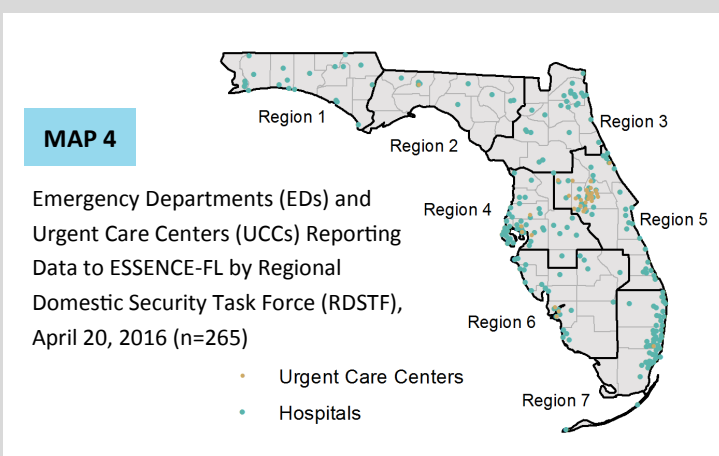 MAP 4
Emergency Departments (EDs) and
Urgent Care Centers (UCCs) Reporting
Data to ESSENCE-FL by Regional
Domestic Security Task Force (RDSTF),
April 20, 2016 (n=265)
Urgent Care Centers
Hospitals
Region 1
Region 2
Region 3
Region 4
Region 5
Region 6
Region 7